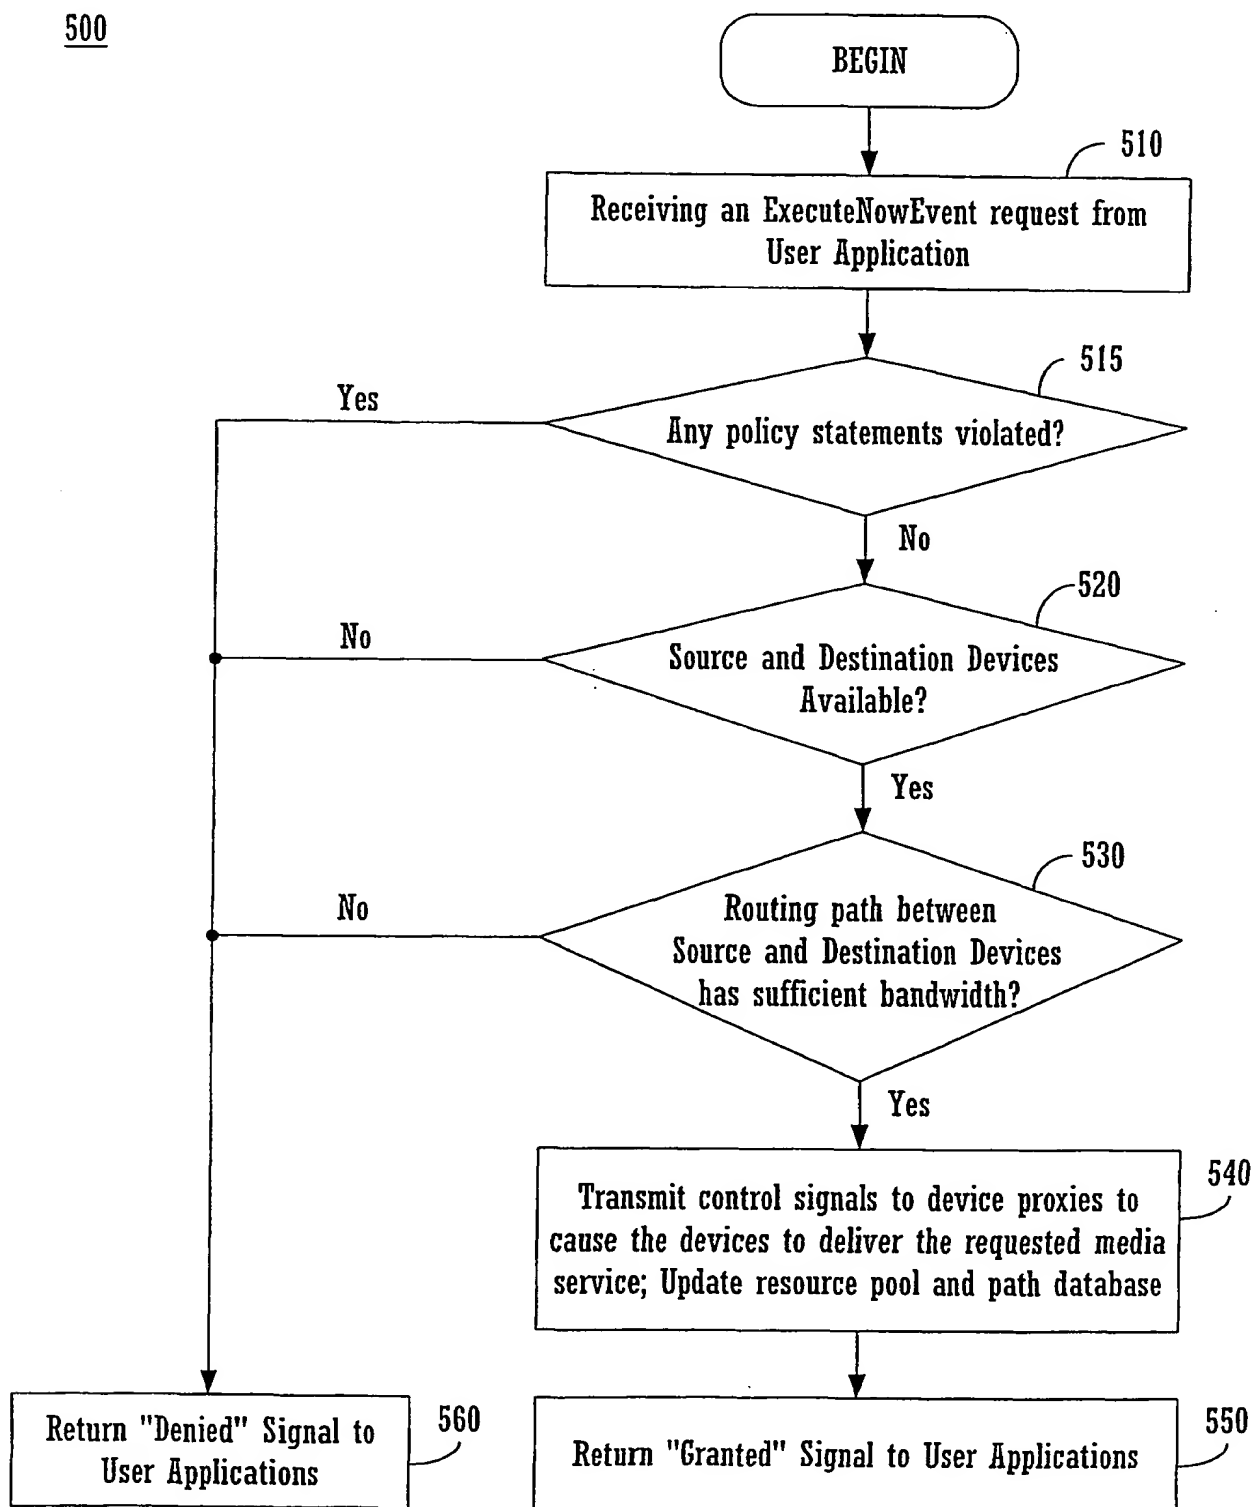 500
BEGIN
510
Receiving an ExecuteNowEvent request from
User Application
515
Yes
Any policy statements violated?
No
520
No
Source and Destination Devices
Available?
Yes
530
No
Routing path between
Source and Destination Devices
has sufficient bandwidth?
Yes
540
Transmit control signals to device proxies to
cause the devices to deliver the requested media
service; Update resource pool and path database
560
Return "Denied" Signal to
User Applications
550
Return "Granted" Signal to User Applications